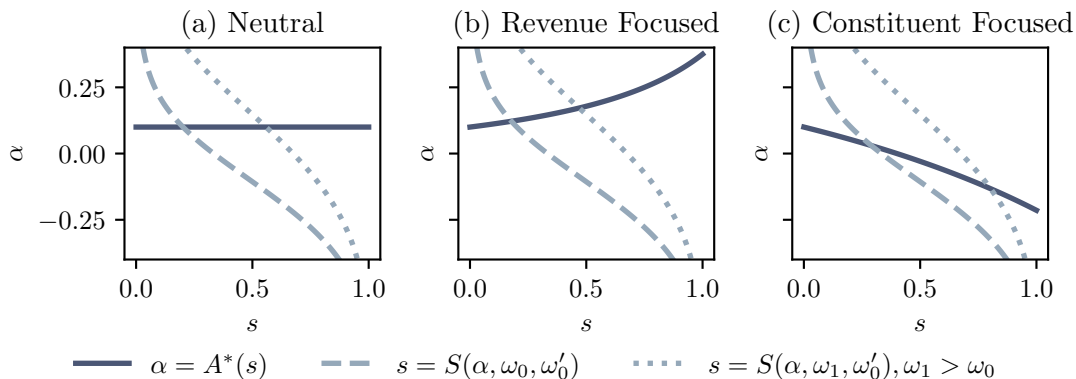 (a) Neutral
(b) Revenue Focused
(c) Constituent Focused
α
0.25
0.00
−0.25
0.0 0.5 1.0
s
α
0.0 0.5 1.0
s
α
0.0 0.5 1.0
s
α = A*(s)
s = S(α, ω₀, ω₀′)
s = S(α, ω₁, ω₀′), ω₁ > ω₀